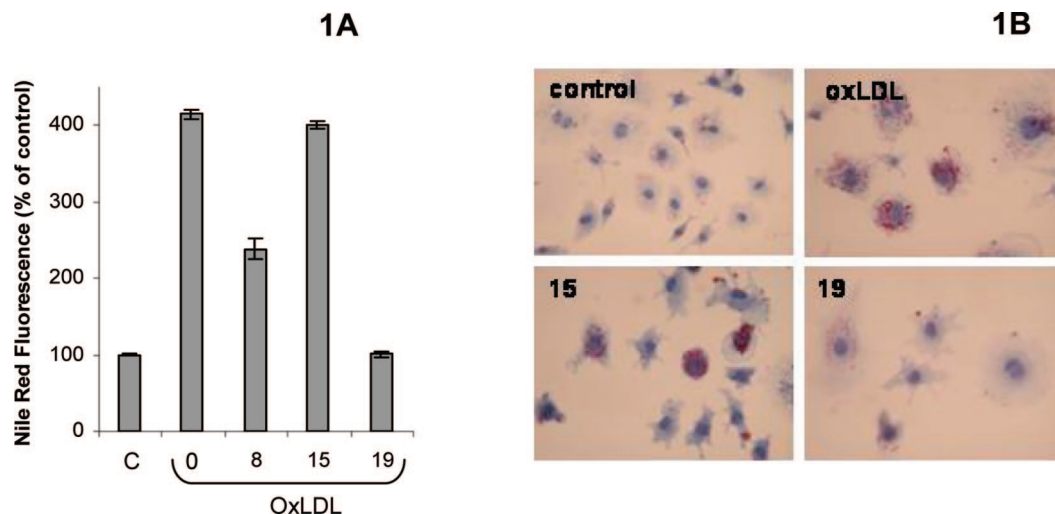 1A
1B
Nile Red Fluorescence (% of control)
400
300
200
100
0
C
0
8
15
19
OxLDL
control
oxLDL
15
19